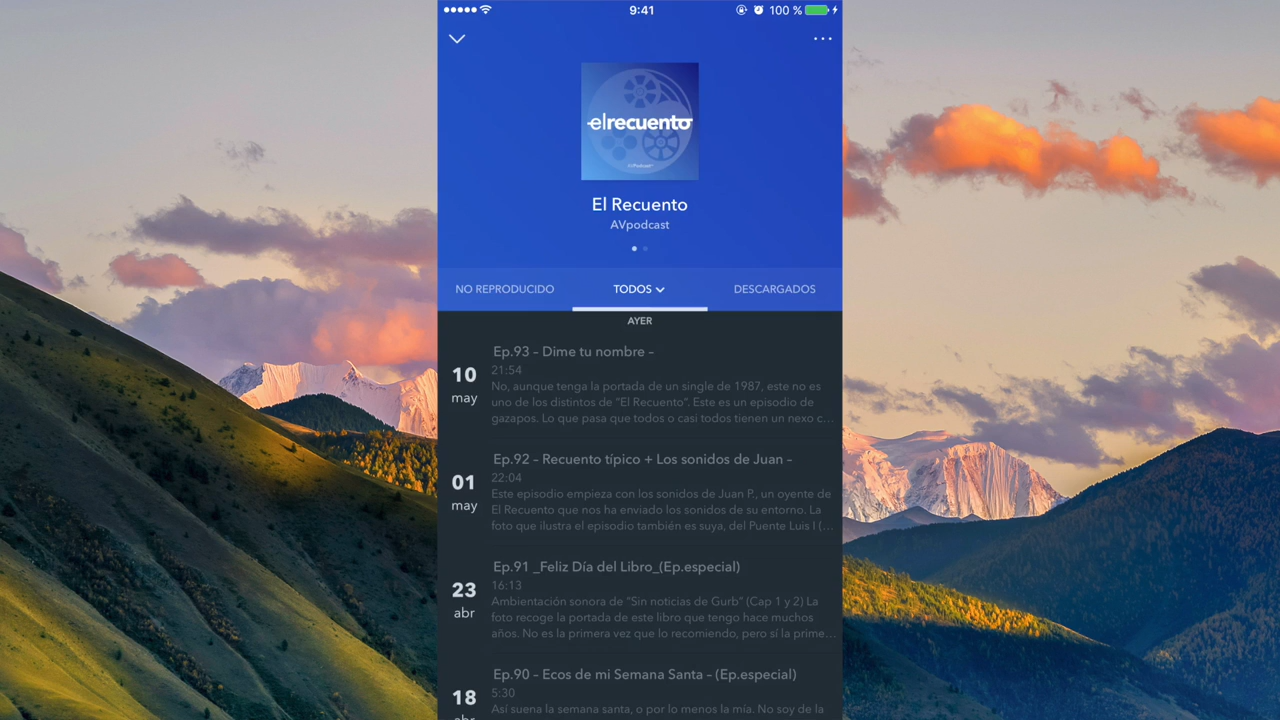 9:41
100 %
elrecuento
AVPodcast
El Recuento
AVpodcast
NO REPRODUCIDO
TODOS
DESCARGADOS
AYER
10
may
Ep.93 – Dime tu nombre –
21:54
No, aunque tenga la portada de un single de 1987, este no es
uno de los distintos de "El Recuento". Este es un episodio de
gazapos. Lo que pasa que todos o casi todos tienen un nexo c…
01
may
Ep.92 – Recuento típico + Los sonidos de Juan –
22:04
Este episodio empieza con los sonidos de Juan P., un oyente de
El Recuento que nos ha enviado los sonidos de su entorno. La
foto que ilustra el episodio también es suya, del Puente Luis I (…
23
abr
Ep.91 _Feliz Día del Libro_(Ep.especial)
16:13
Ambientación sonora de "Sin noticias de Gurb" (Cap 1 y 2) La
foto recoge la portada de este libro que tengo hace muchos
años. No es la primera vez que lo recomiendo, pero sí la prime…
18
abr
Ep.90 – Ecos de mi Semana Santa – (Ep.especial)
5:30
Así suena la semana santa, o por lo menos la mía. No soy de la